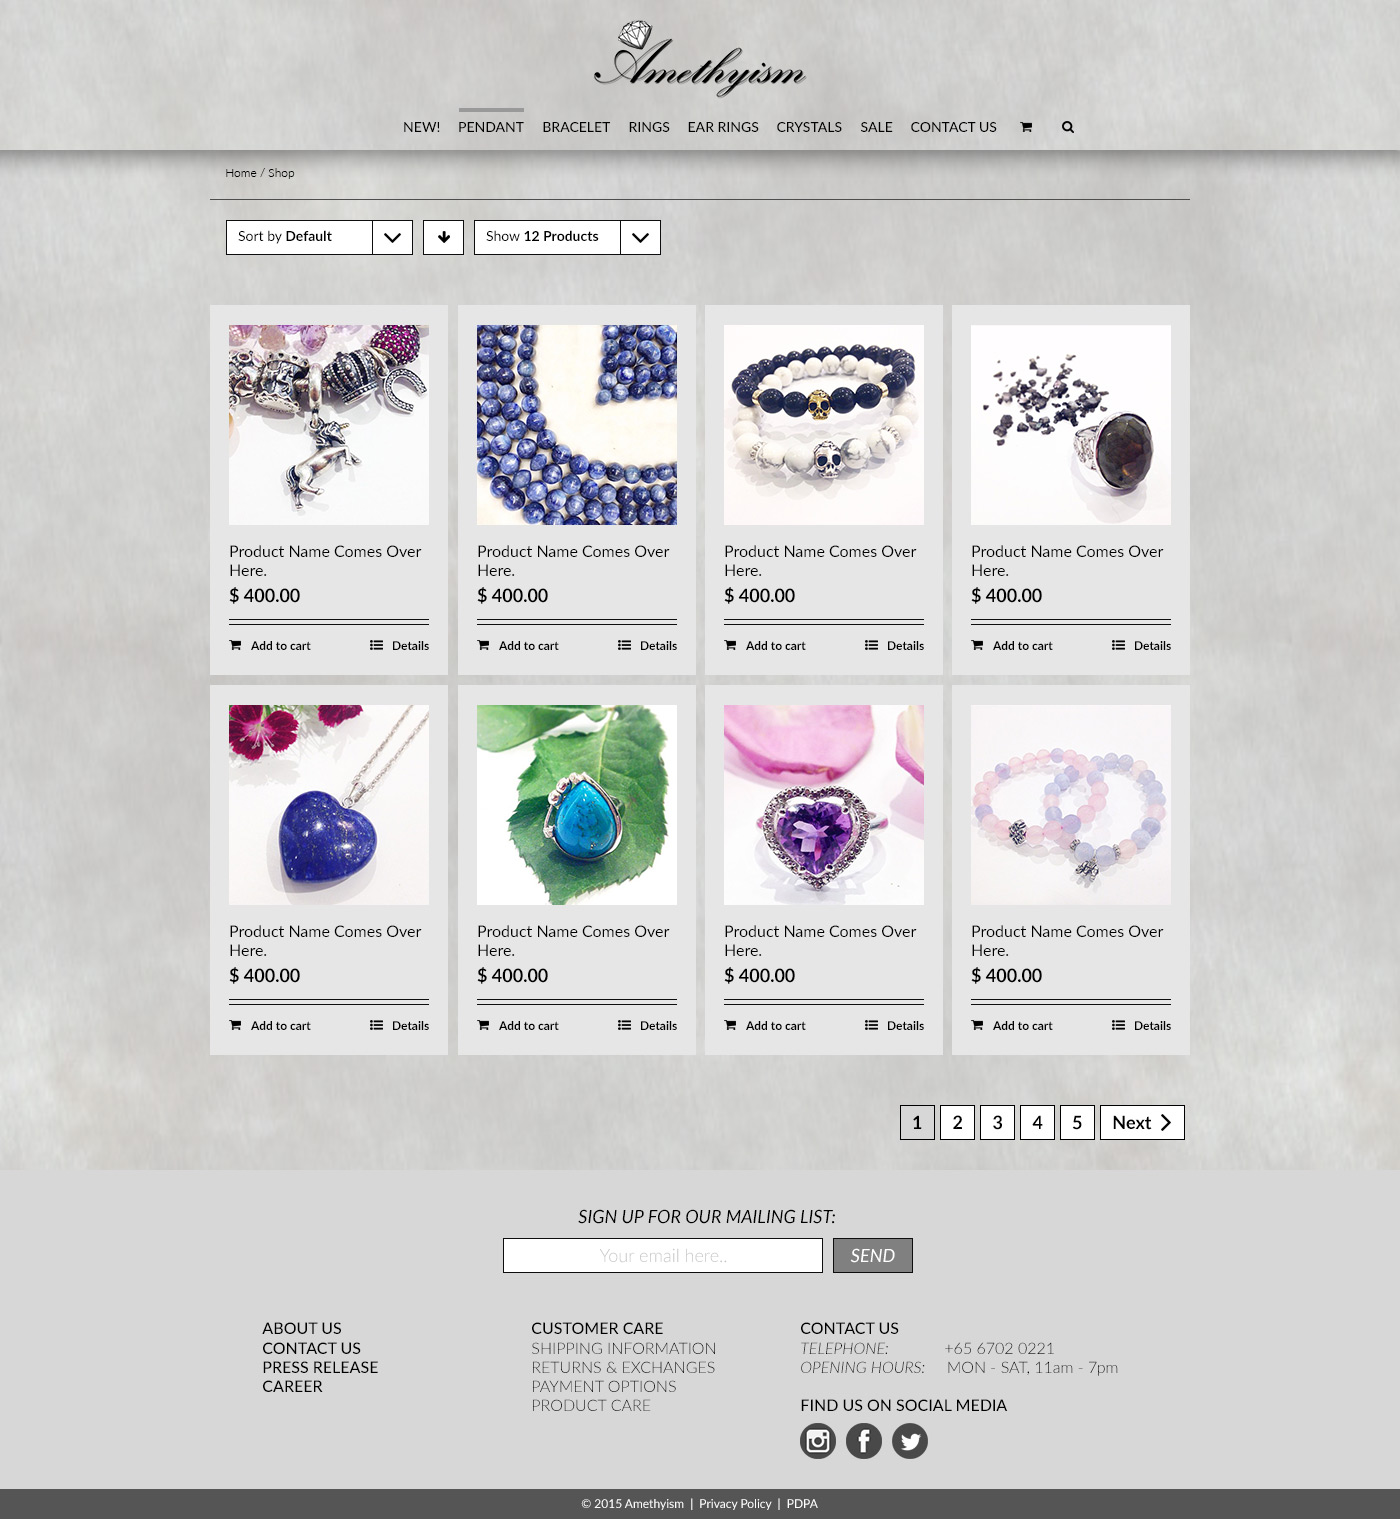 Amethyism
NEW! PENDANT BRACELET RINGS EAR RINGS CRYSTALS SALE CONTACT US
Home / Shop
Sort by Default
Show 12 Products
Product Name Comes Over
Here.
$ 400.00
Add to cart Details
Product Name Comes Over
Here.
$ 400.00
Add to cart Details
Product Name Comes Over
Here.
$ 400.00
Add to cart Details
Product Name Comes Over
Here.
$ 400.00
Add to cart Details
Product Name Comes Over
Here.
$ 400.00
Add to cart Details
Product Name Comes Over
Here.
$ 400.00
Add to cart Details
Product Name Comes Over
Here.
$ 400.00
Add to cart Details
Product Name Comes Over
Here.
$ 400.00
Add to cart Details
1 2 3 4 5 Next
SIGN UP FOR OUR MAILING LIST:
Your email here.. SEND
ABOUT US
CONTACT US
PRESS RELEASE
CAREER
CUSTOMER CARE
SHIPPING INFORMATION
RETURNS & EXCHANGES
PAYMENT OPTIONS
PRODUCT CARE
CONTACT US
TELEPHONE: +65 6702 0221
OPENING HOURS: MON - SAT, 11am - 7pm
FIND US ON SOCIAL MEDIA
© 2015 Amethyism | Privacy Policy | PDPA